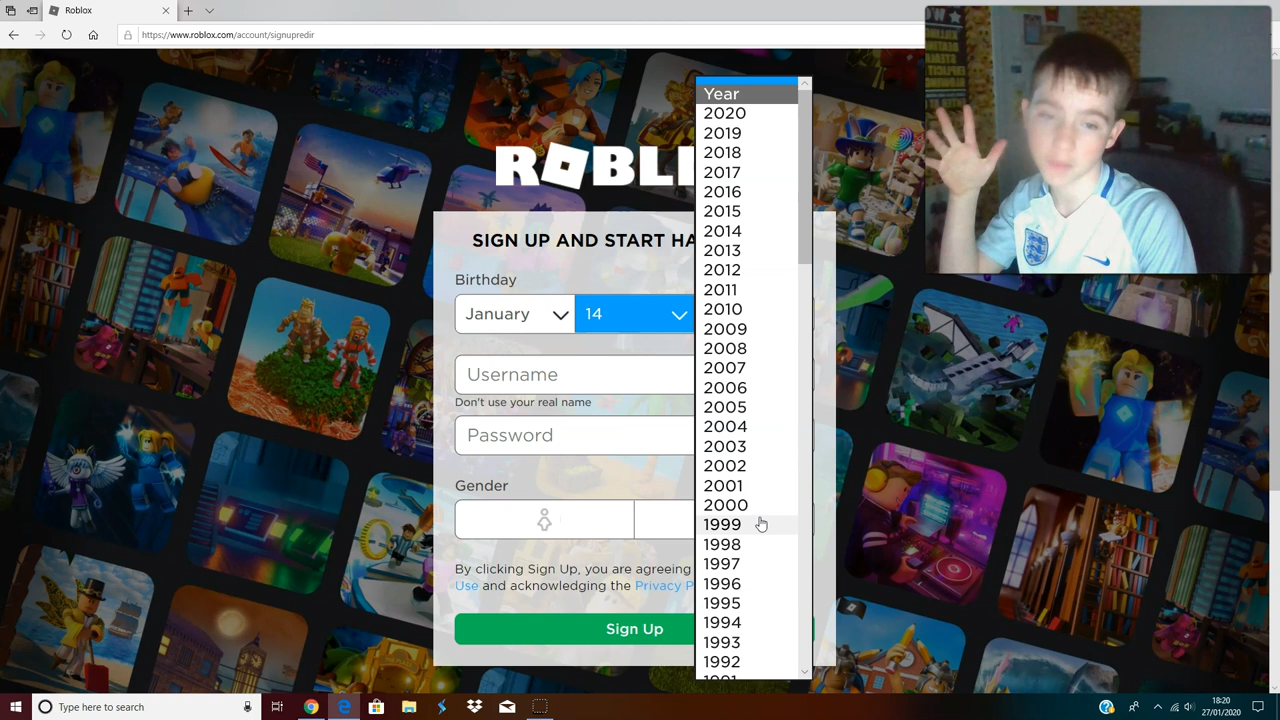 Roblox
https://www.roblox.com/account/signupredir
ROBL
SIGN UP AND START HA
Birthday
January
14
Username
Don't use your real name
Password
Gender
By clicking Sign Up, you are agreeing
Use and acknowledging the Privacy P
Sign Up
Year
2020
2019
2018
2017
2016
2015
2014
2013
2012
2011
2010
2009
2008
2007
2006
2005
2004
2003
2002
2001
2000
1999
1998
1997
1996
1995
1994
1993
1992
1991
Type here to search
18:20
27/01/2020